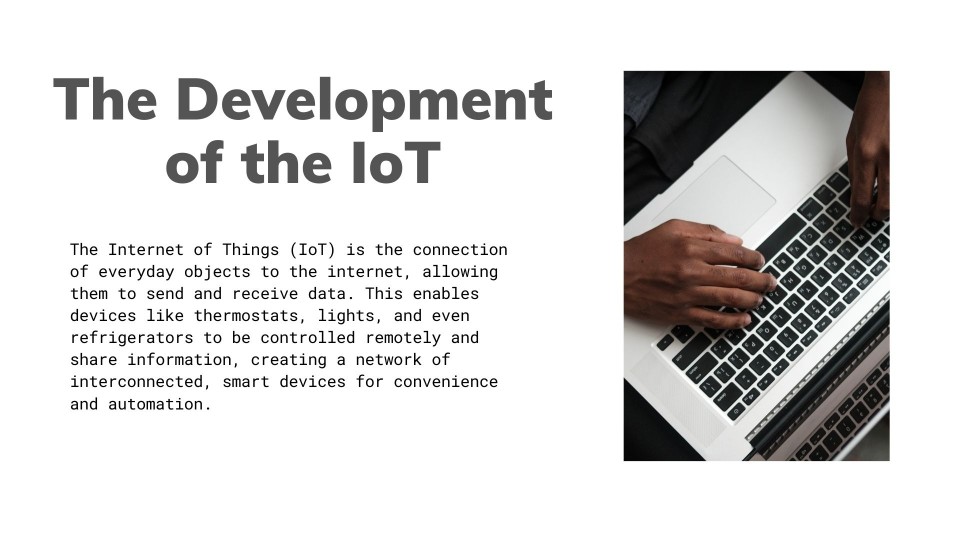 The Development
of the IoT
The Internet of Things (IoT) is the connection
of everyday objects to the internet, allowing
them to send and receive data. This enables
devices like thermostats, lights, and even
refrigerators to be controlled remotely and
share information, creating a network of
interconnected, smart devices for convenience
and automation.